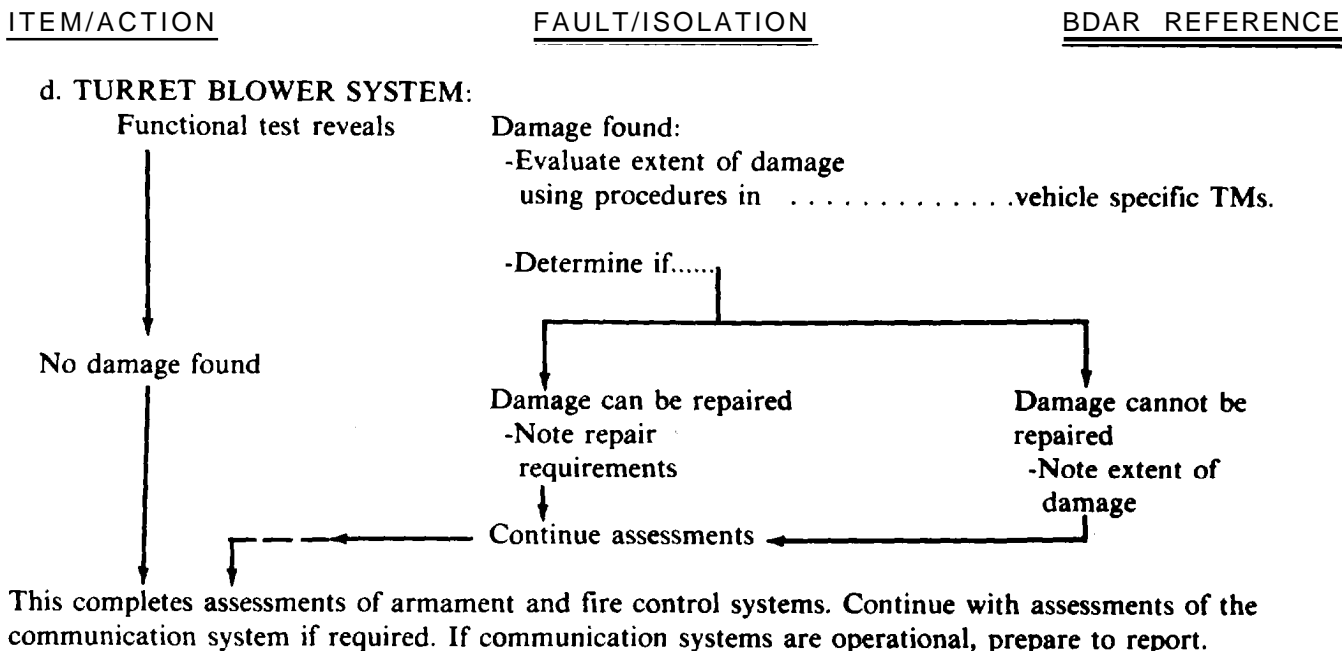 ITEM/ACTION FAULT/ISOLATION BDAR REFERENCE
d. TURRET BLOWER SYSTEM:
Functional test reveals Damage found:
-Evaluate extent of damage
using procedures in . . . . . . . . . . . . .vehicle specific TMs.
-Determine if......
No damage found
Damage can be repaired Damage cannot be
-Note repair repaired
requirements -Note extent of
damage
Continue assessments
This completes assessments of armament and fire control systems. Continue with assessments of the
communication system if required. If communication systems are operational, prepare to report.